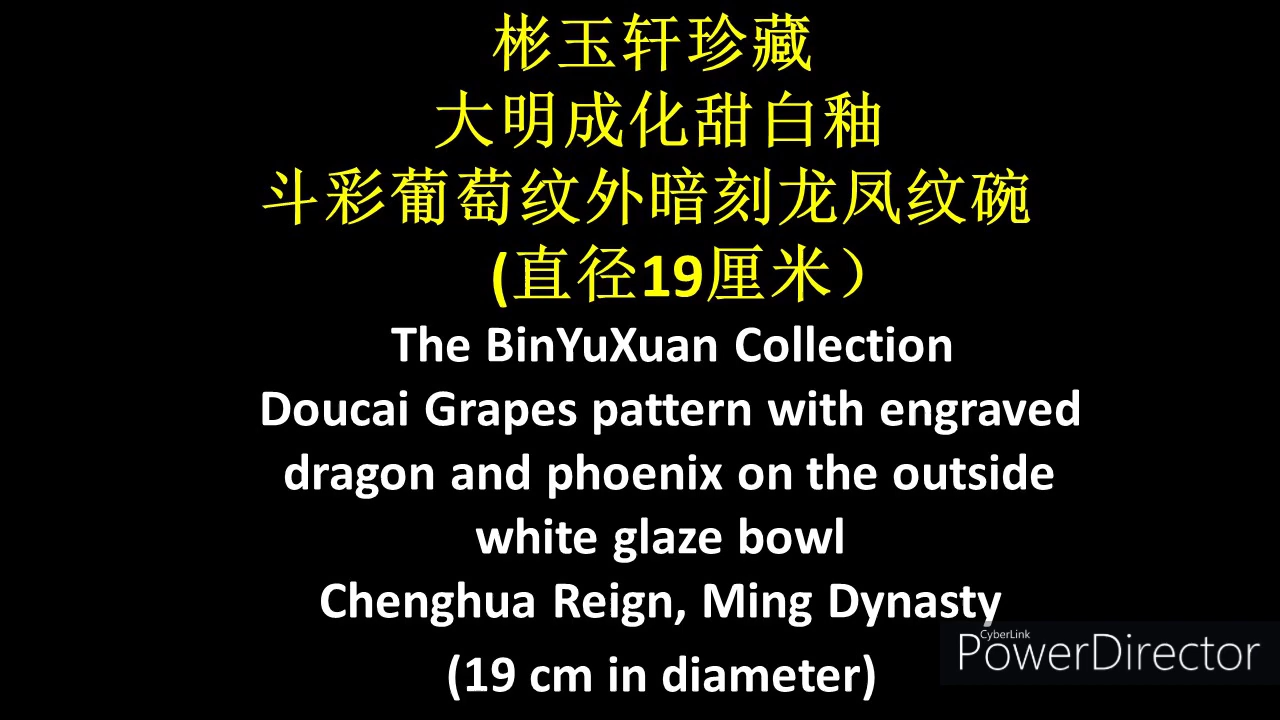 彬玉轩珍藏
大明成化甜白釉
斗彩葡萄纹外暗刻龙凤纹碗
(直径19厘米）
The BinYuXuan Collection
Doucai Grapes pattern with engraved
dragon and phoenix on the outside
white glaze bowl
Chenghua Reign, Ming Dynasty
(19 cm in diameter)
CyberLink
PowerDirector